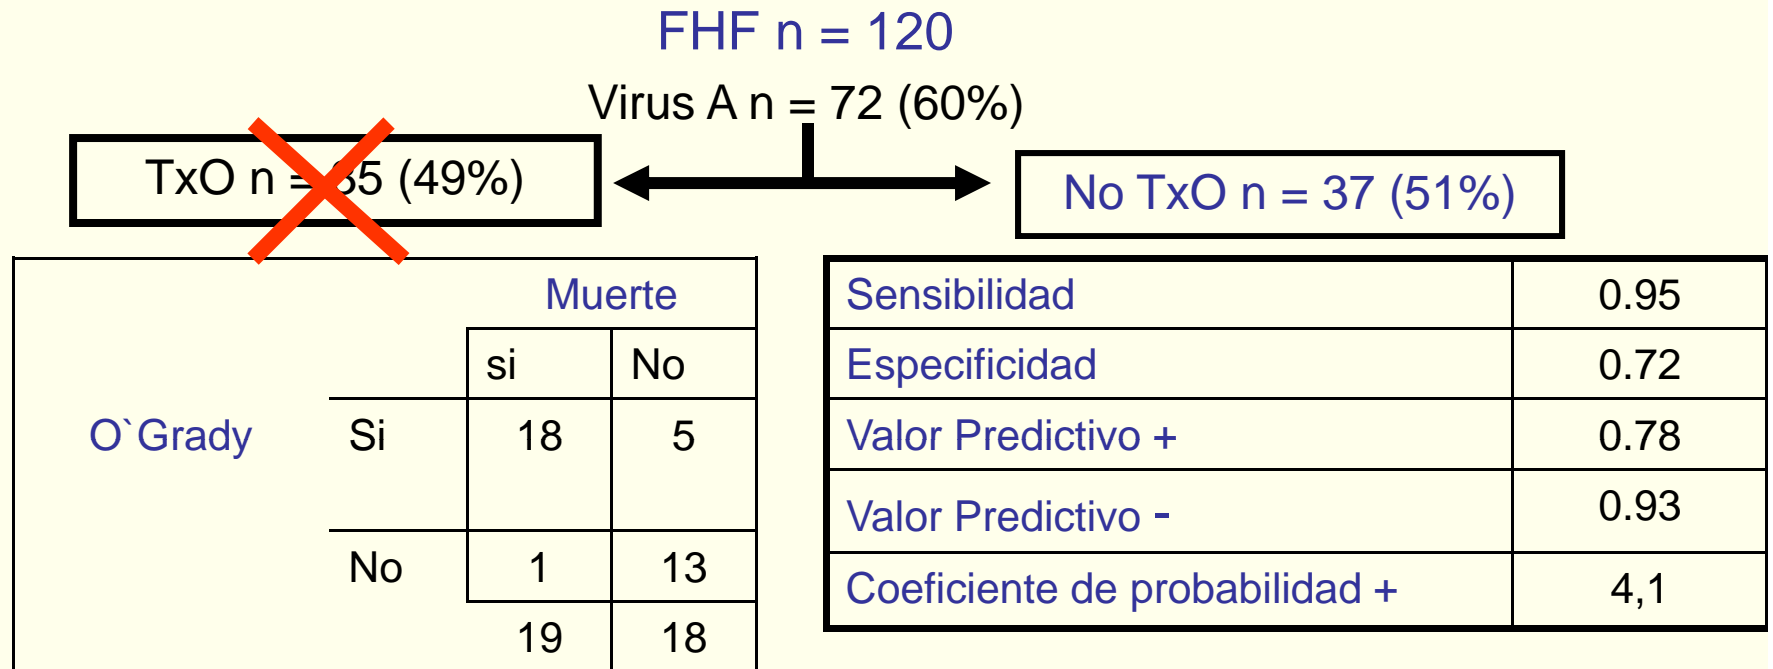 FHF n = 120
Virus A n = 72 (60%)
TxO n = 35 (49%)
No TxO n = 37 (51%)
Muerte
si No
O`Grady Si 18 5
No 1 13
19 18
Sensibilidad 0.95
Especificidad 0.72
Valor Predictivo + 0.78
Valor Predictivo - 0.93
Coeficiente de probabilidad + 4,1